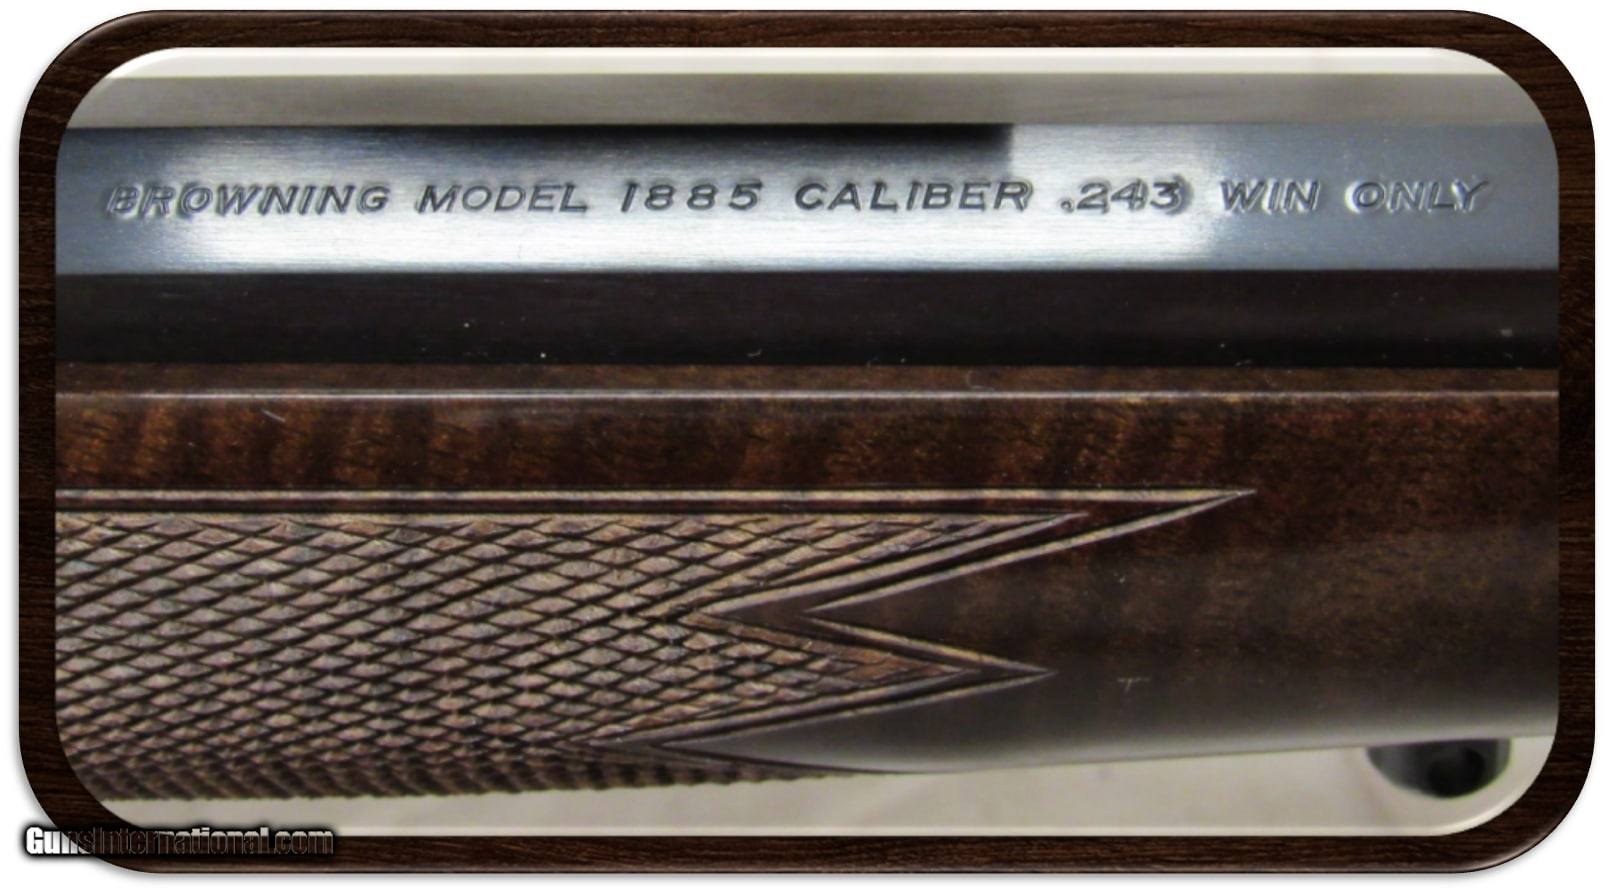 BROWNING MODEL 1885 CALIBER .243 WIN ONLY
GunsInternational.com